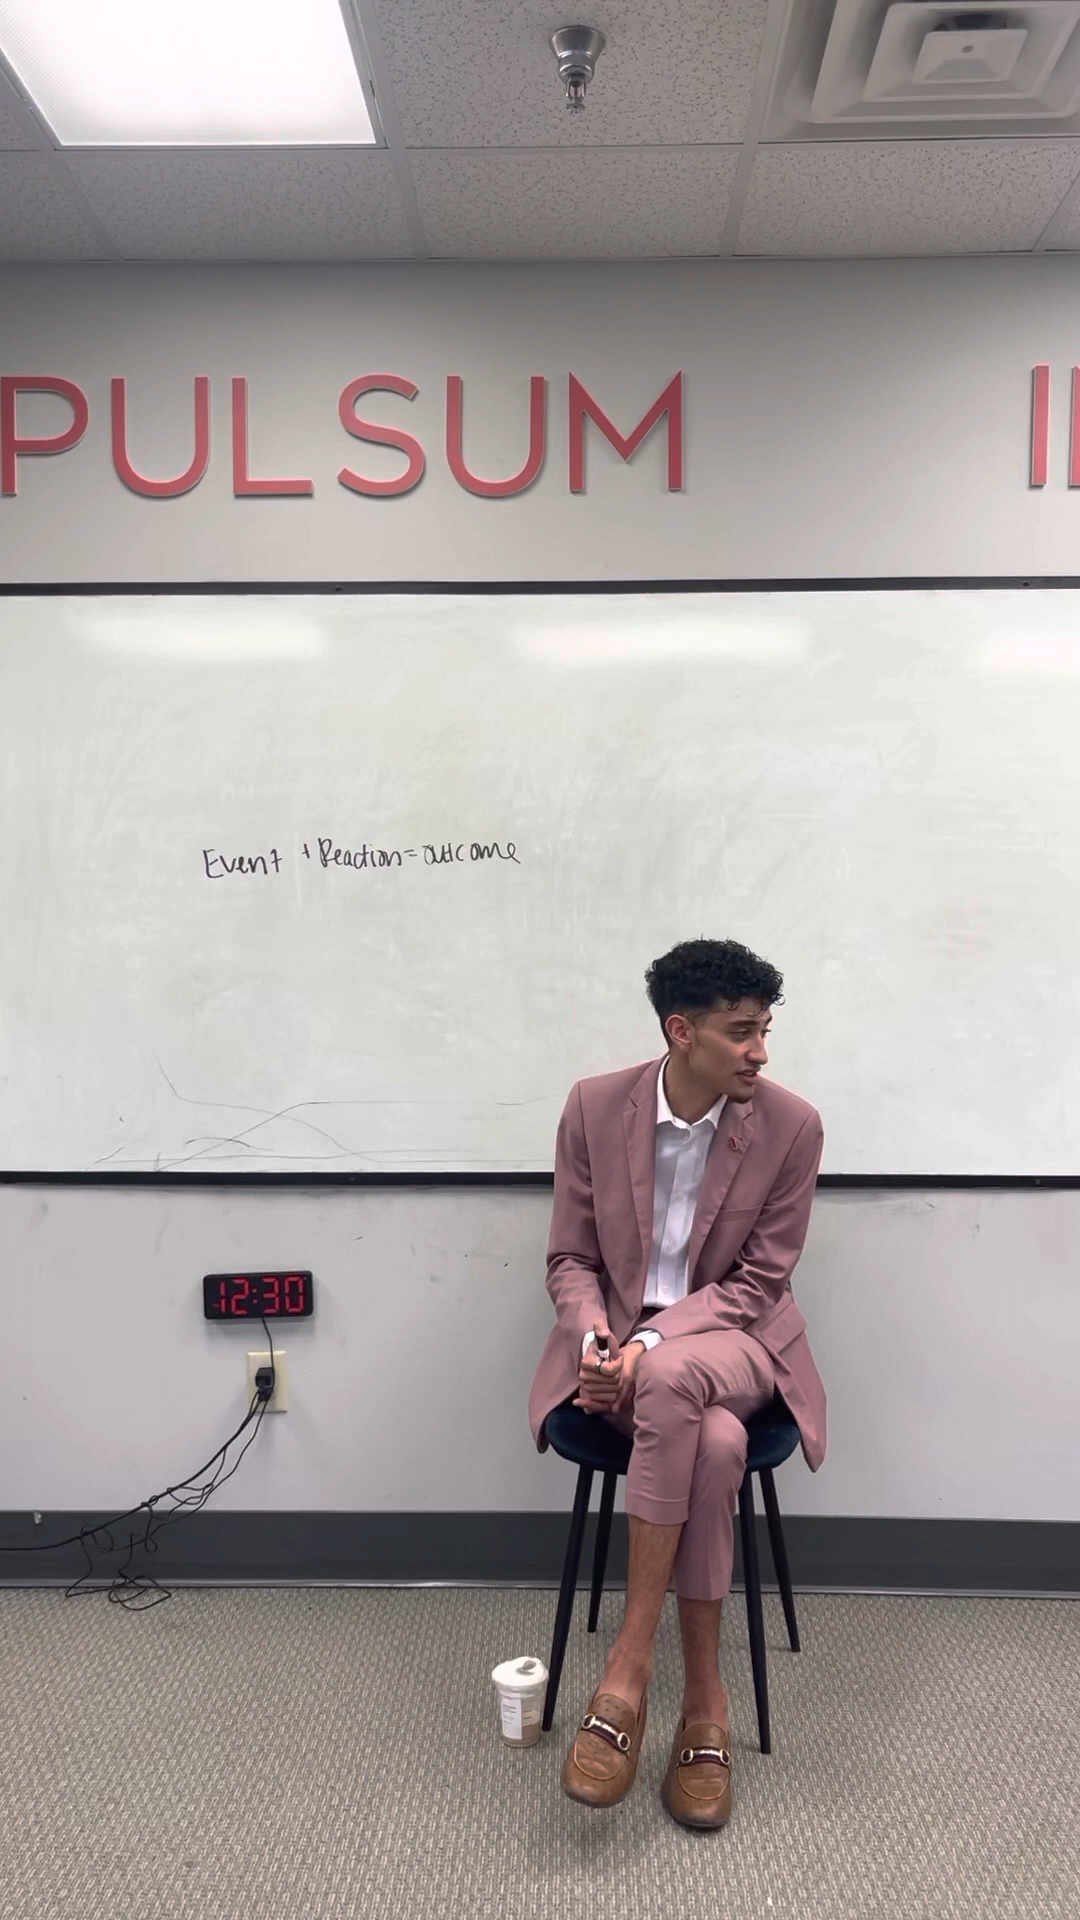 PULSUM
Event + Reaction = outcome
12:30